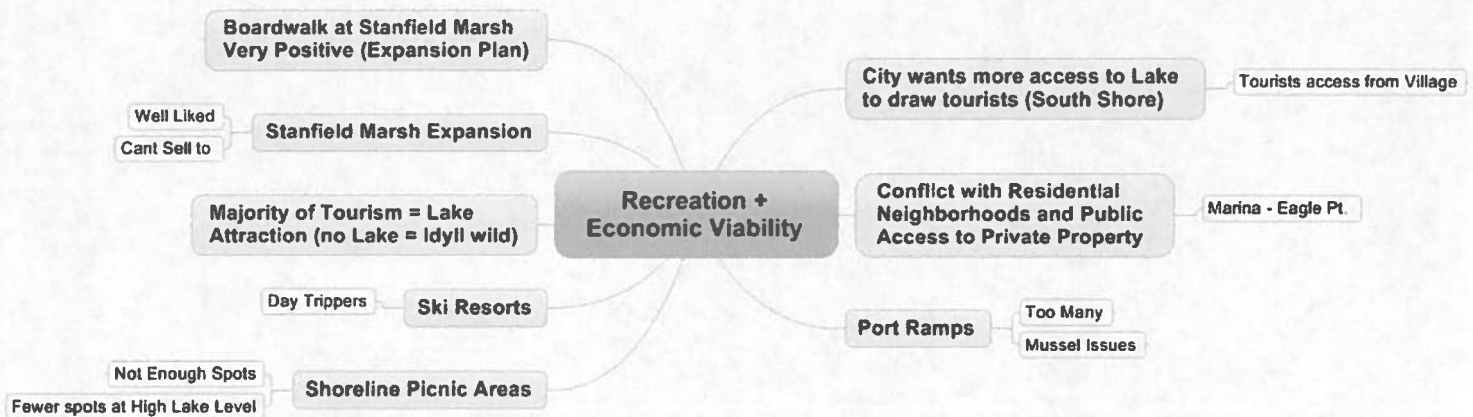 Boardwalk at Stanfield Marsh
Very Positive (Expansion Plan)
Well Liked
Cant Sell to
Stanfield Marsh Expansion
Majority of Tourism = Lake
Attraction (no Lake = Idyll wild)
Day Trippers
Ski Resorts
Not Enough Spots
Fewer spots at High Lake Level
Shoreline Picnic Areas
Recreation +
Economic Viability
City wants more access to Lake
to draw tourists (South Shore)
Tourists access from Village
Conflict with Residential
Neighborhoods and Public
Access to Private Property
Marina - Eagle Pt.
Port Ramps
Too Many
Mussel Issues